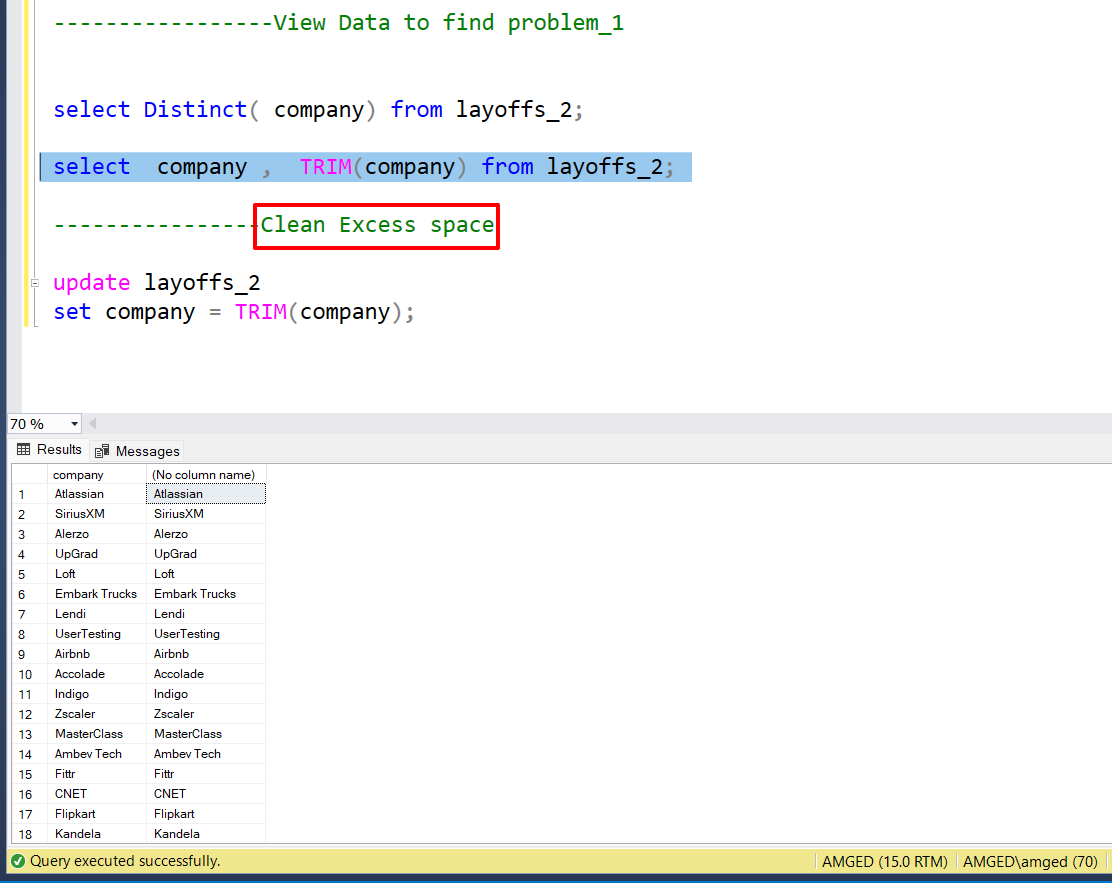 -----------------View Data to find problem_1
select Distinct( company) from layoffs_2;
select  company ,  TRIM(company) from layoffs_2;
----------------Clean Excess space
update layoffs_2
set company = TRIM(company);
70 %
Results Messages
company (No column name)
1 Atlassian Atlassian
2 SiriusXM SiriusXM
3 Alerzo Alerzo
4 UpGrad UpGrad
5 Loft Loft
6 Embark Trucks Embark Trucks
7 Lendi Lendi
8 UserTesting UserTesting
9 Airbnb Airbnb
10 Accolade Accolade
11 Indigo Indigo
12 Zscaler Zscaler
13 MasterClass MasterClass
14 Ambev Tech Ambev Tech
15 Fittr Fittr
16 CNET CNET
17 Flipkart Flipkart
18 Kandela Kandela
Query executed successfully. AMGED (15.0 RTM) AMGED\amged (70)